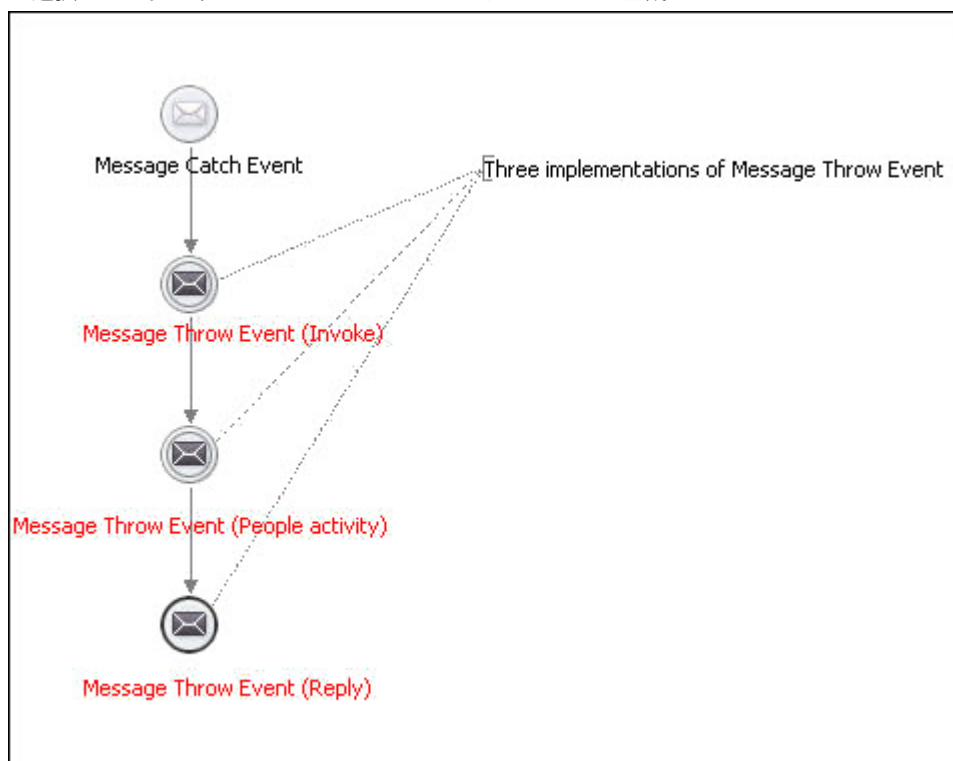 Message Catch Event
Three implementations of Message Throw Event
Message Throw Event (Invoke)
Message Throw Event (People activity)
Message Throw Event (Reply)